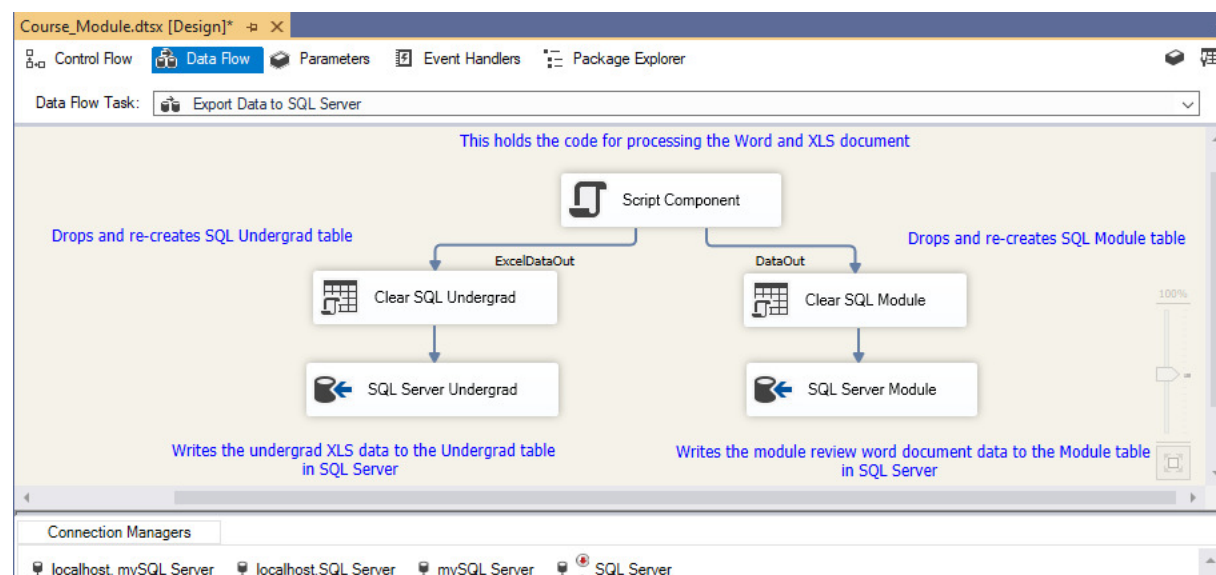 Course_Module.dtsx [Design]*
Control Flow Data Flow Parameters Event Handlers Package Explorer
Data Flow Task: Export Data to SQL Server
This holds the code for processing the Word and XLS document
Script Component
Drops and re-creates SQL Undergrad table
Drops and re-creates SQL Module table
ExcelDataOut DataOut
Clear SQL Undergrad Clear SQL Module
100%
SQL Server Undergrad SQL Server Module
Writes the undergrad XLS data to the Undergrad table
in SQL Server
Writes the module review word document data to the Module table
in SQL Server
Connection Managers
localhost. mySQL Server localhost.SQL Server mySQL Server SQL Server